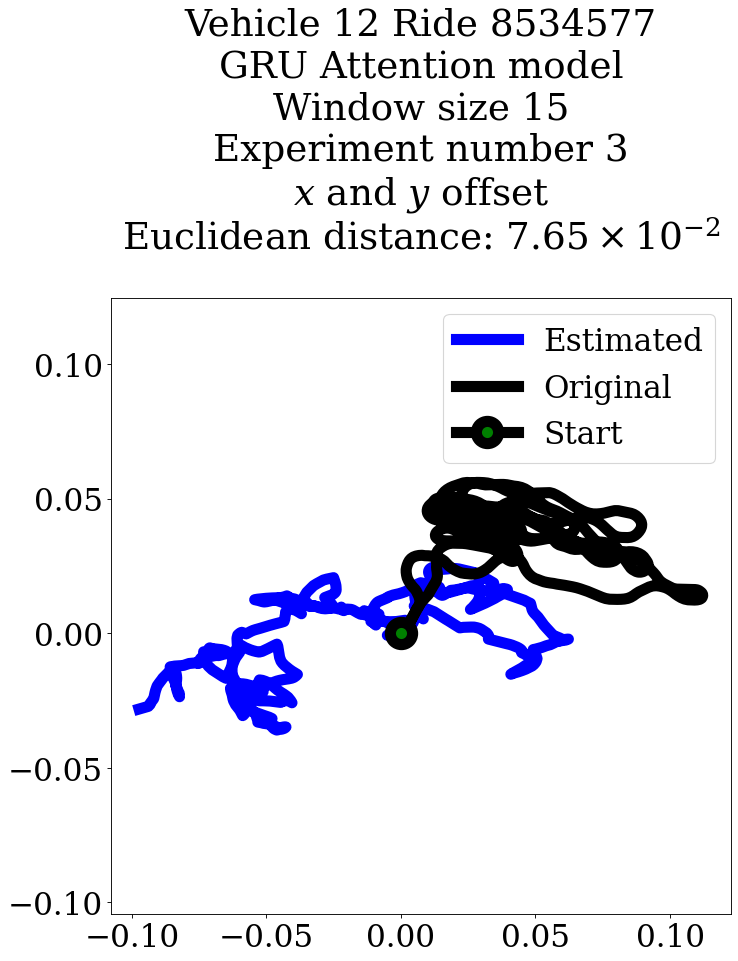 Vehicle 12 Ride 8534577
GRU Attention model
Window size 15
Experiment number 3
x and y offset
Euclidean distance: 7.65 × 10⁻²
Estimated
Original
Start
0.10
0.05
0.00
−0.05
−0.10
−0.10 −0.05 0.00 0.05 0.10